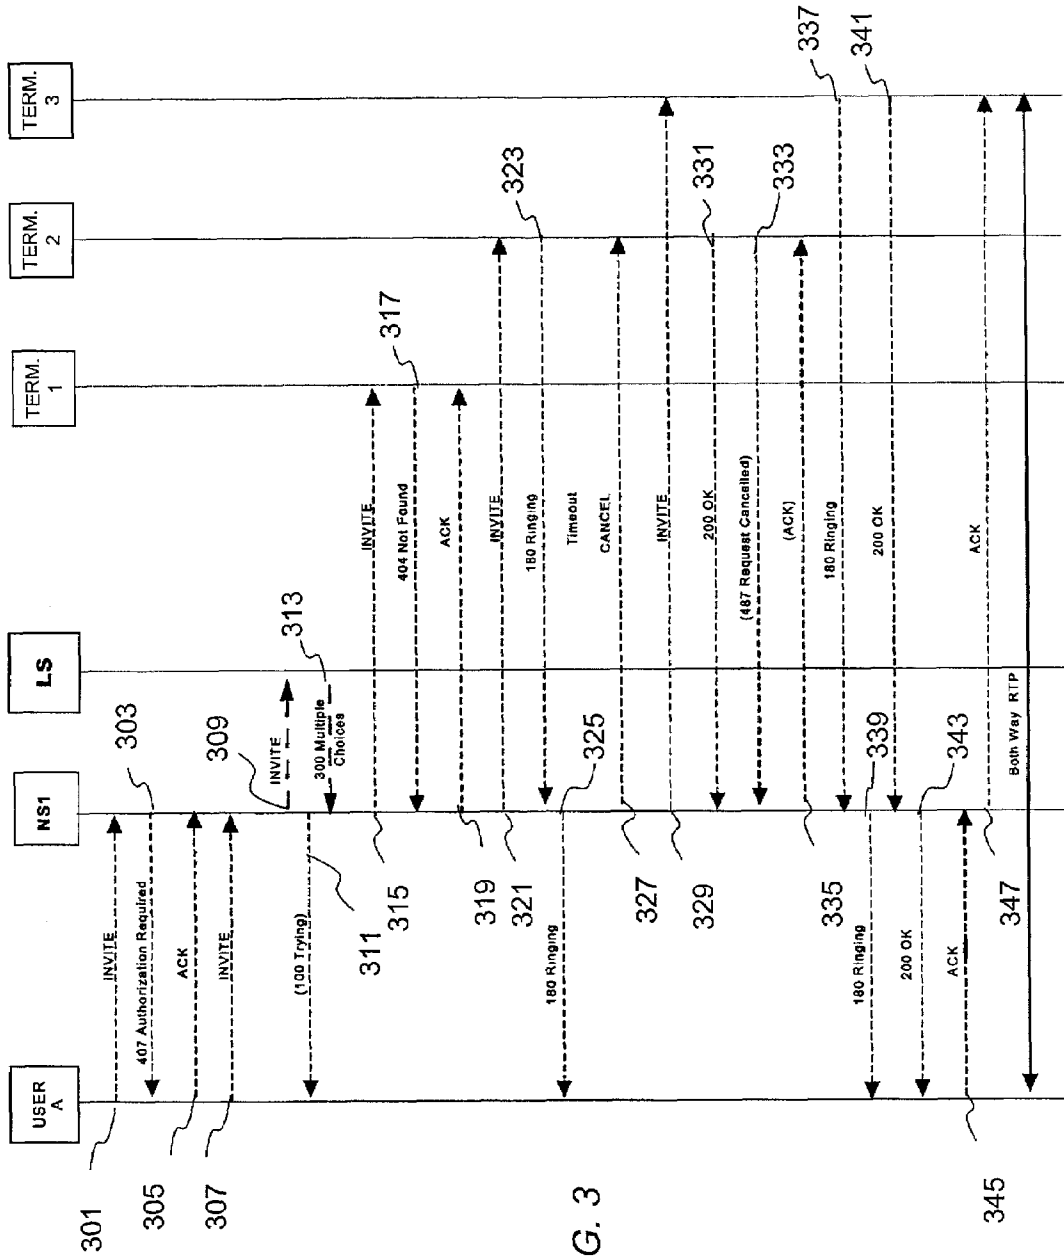 USER
A
NS1
LS
TERM.
1
TERM.
2
TERM.
3
301
INVITE
303
407 Authorization Required
305
ACK
307
INVITE
309
INVITE
311
(100 Trying)
313
300 Multiple
Choices
315
INVITE
317
404 Not Found
319
ACK
321
INVITE
323
180 Ringing
325
180 Ringing
Timeout
327
CANCEL
329
INVITE
331
200 OK
333
(487 Request Cancelled)
335
(ACK)
337
180 Ringing
339
180 Ringing
341
200 OK
343
200 OK
345
ACK
347
ACK
Both Way RTP
G. 3